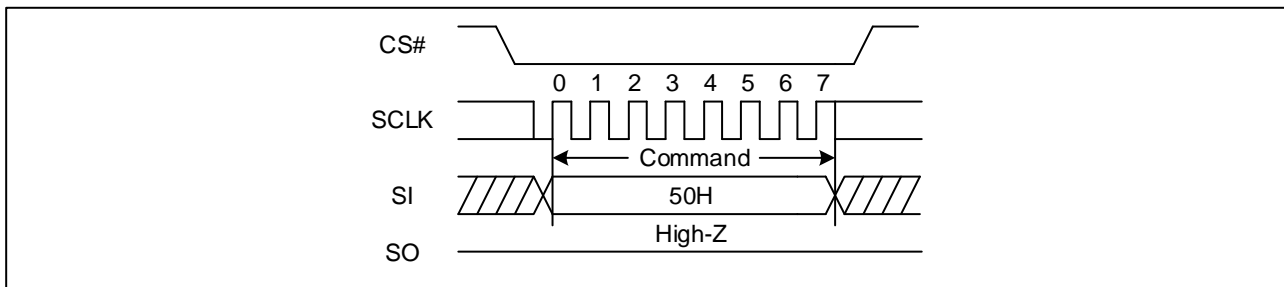 CS#
0 1 2 3 4 5 6 7
SCLK
Command
SI
50H
High-Z
SO